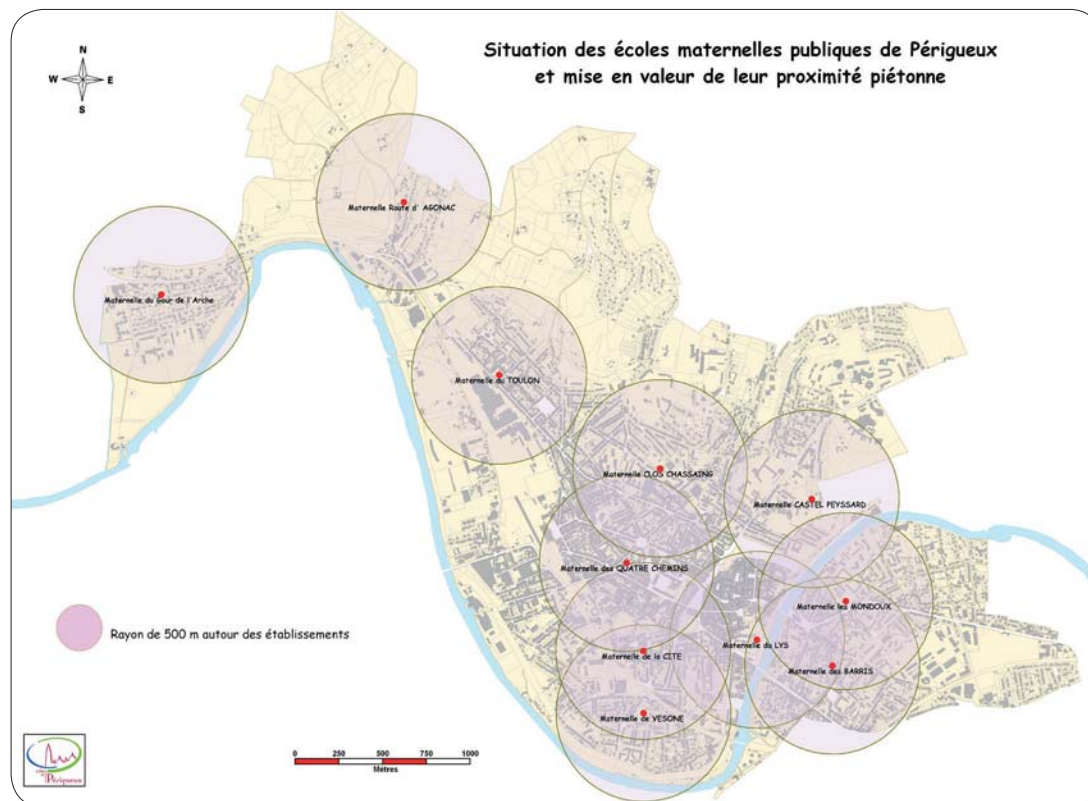 Situation des écoles maternelles publiques de Périgueux
et mise en valeur de leur proximité piétonne
N
W E
S
Maternelle Route d' AGONAC
Maternelle du Gour de l'Arche
Maternelle du TOULON
Maternelle CLOS CHASSAING
Maternelle CASTEL PEYSSARD
Maternelle des QUATRE CHEMINS
Maternelle les MONDOUX
Maternelle du LYS
Maternelle de la CITE
Maternelle des BARRIS
Maternelle de VESONE
Rayon de 500 m autour des établissements
0 250 500 750 1000
Mètres
Périgueux